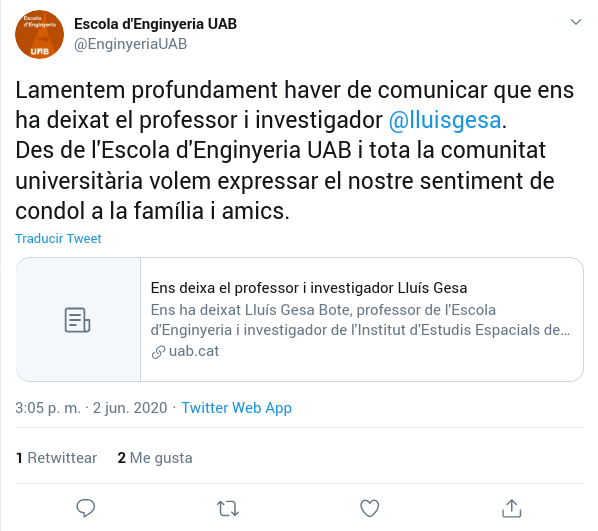 Escola
d'Enginyeria
UAB
Escola d'Enginyeria UAB
@EnginyeriaUAB
Lamentem profundament haver de comunicar que ens
ha deixat el professor i investigador @lluisgesa.
Des de l'Escola d'Enginyeria UAB i tota la comunitat
universitària volem expressar el nostre sentiment de
condol a la família i amics.
Traducir Tweet
Ens deixa el professor i investigador Lluís Gesa
Ens ha deixat Lluís Gesa Bote, professor de l'Escola
d'Enginyeria i investigador de l'Institut d'Estudis Espacials de…
uab.cat
3:05 p. m. · 2 jun. 2020 · Twitter Web App
1 Retwittear 2 Me gusta